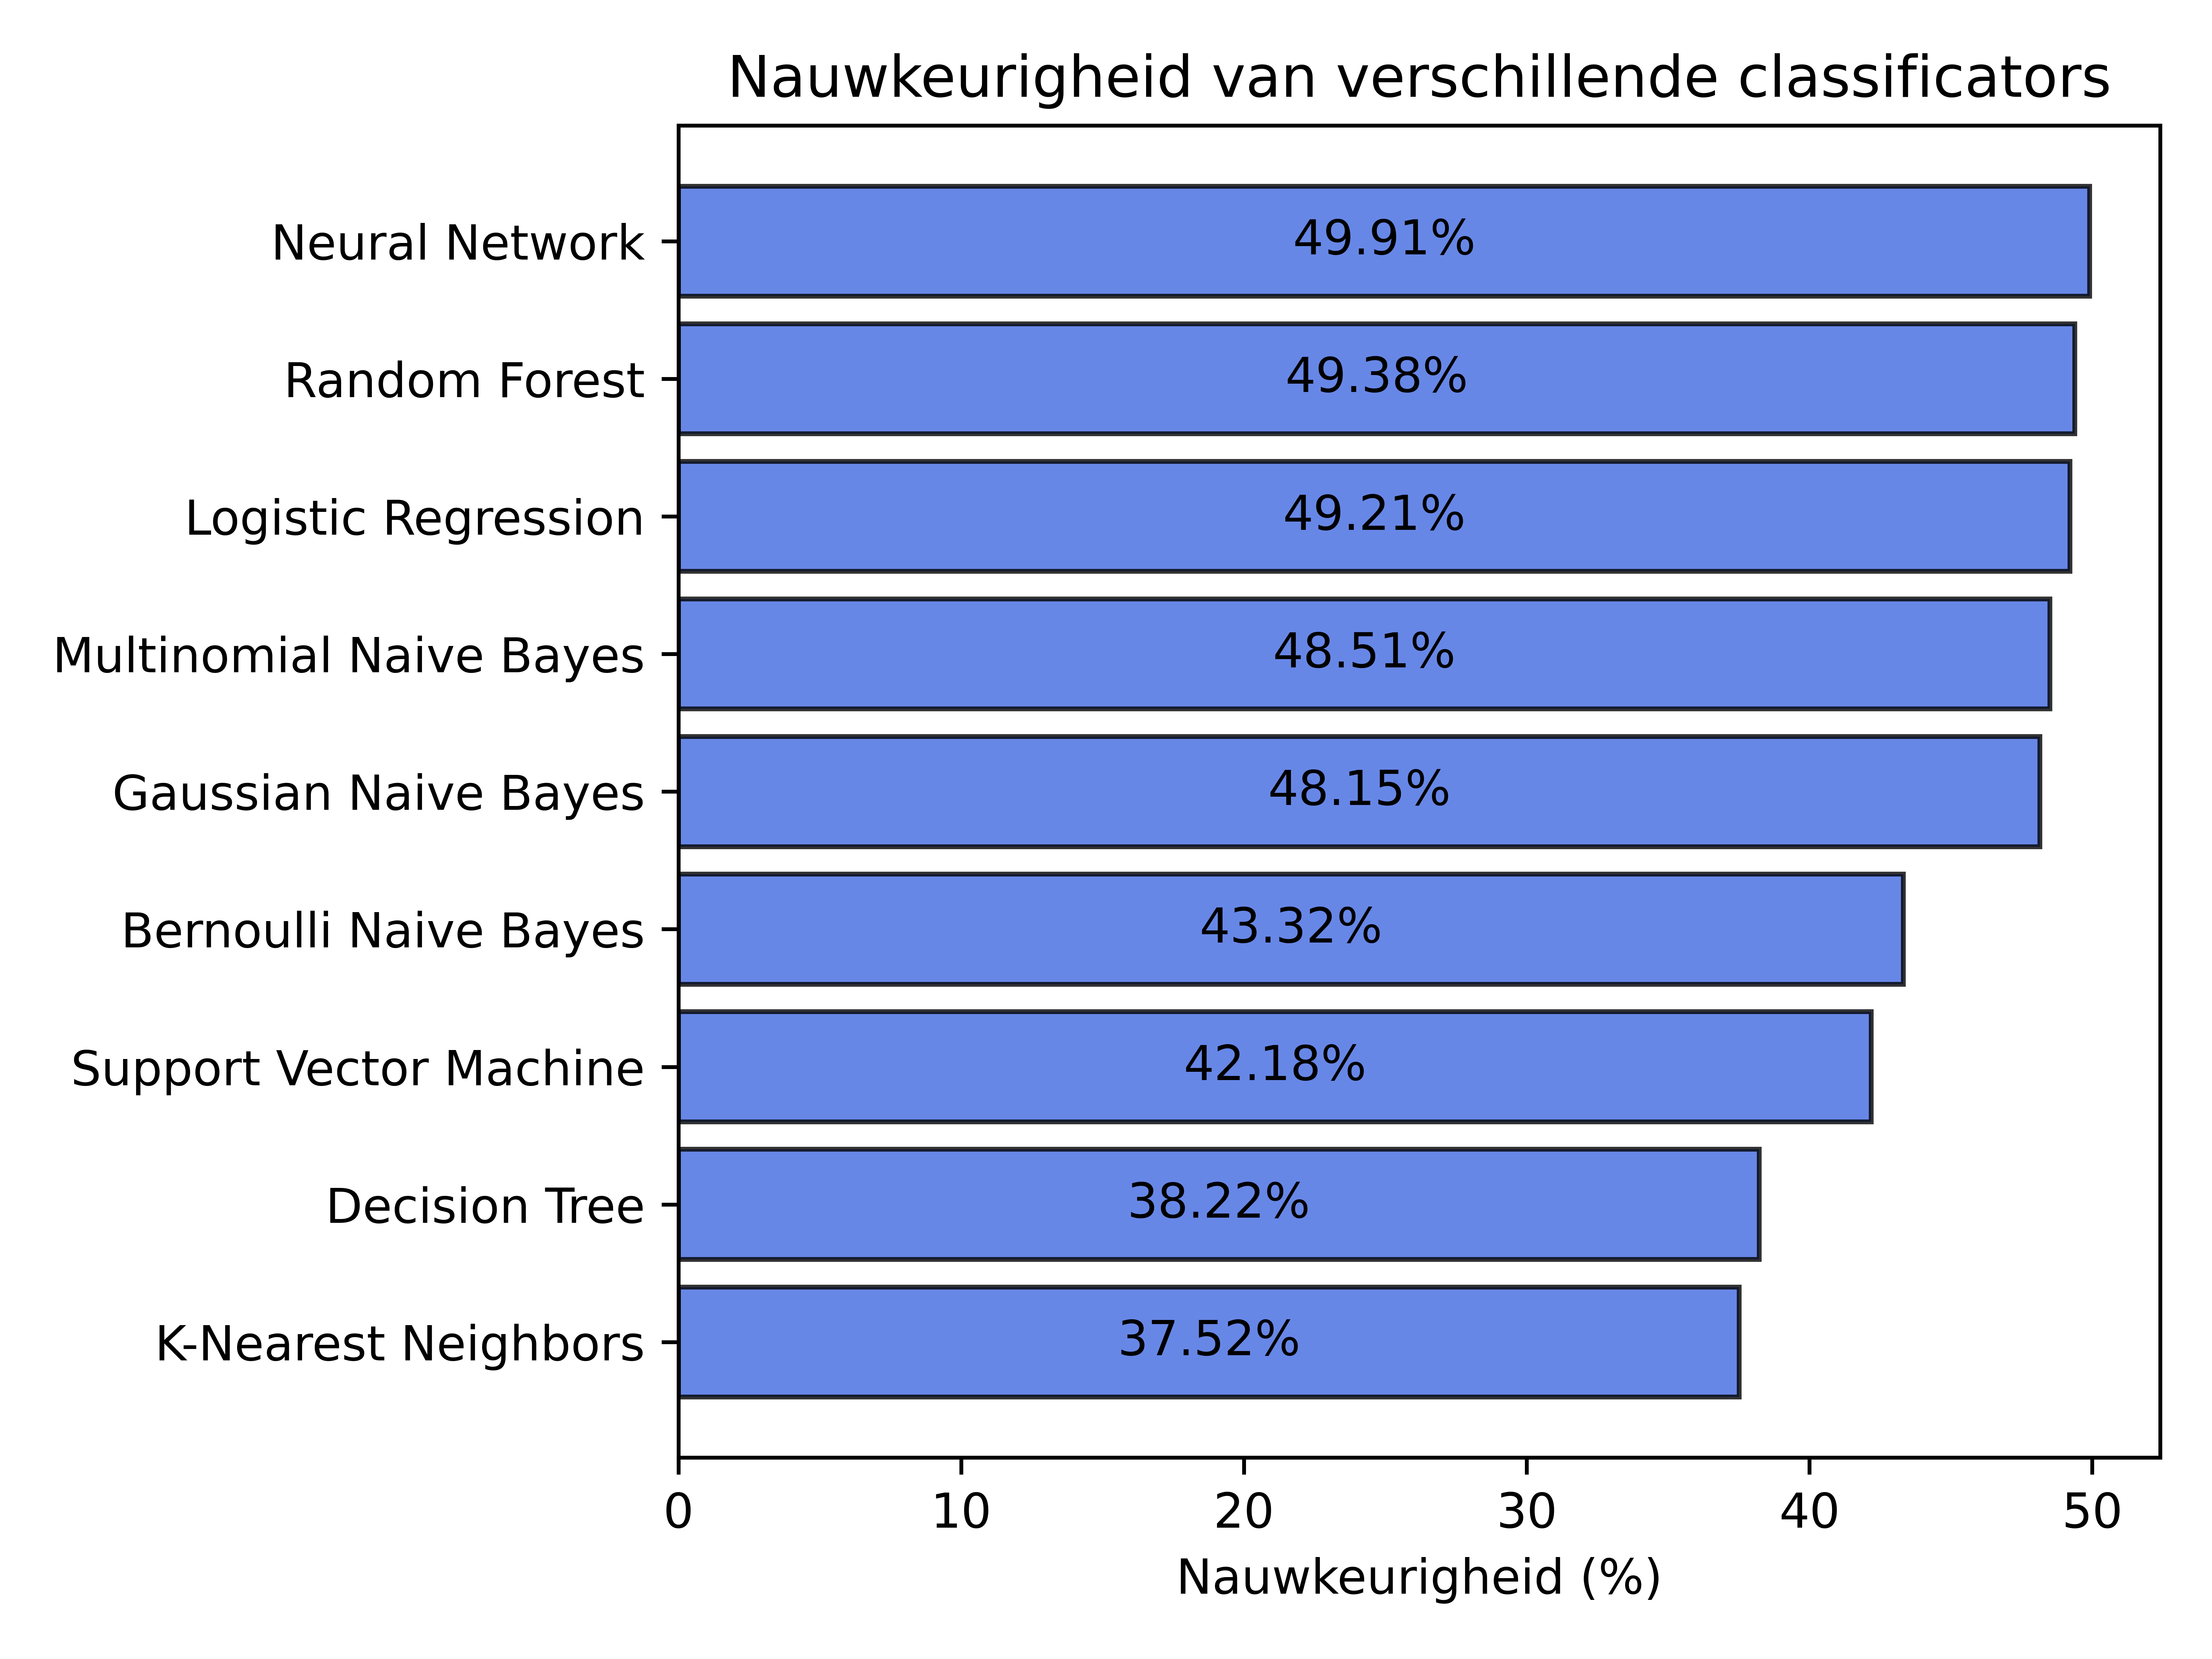 Nauwkeurigheid van verschillende classificators
Neural Network 49.91%
Random Forest 49.38%
Logistic Regression 49.21%
Multinomial Naive Bayes 48.51%
Gaussian Naive Bayes 48.15%
Bernoulli Naive Bayes 43.32%
Support Vector Machine 42.18%
Decision Tree 38.22%
K-Nearest Neighbors 37.52%
0 10 20 30 40 50
Nauwkeurigheid (%)